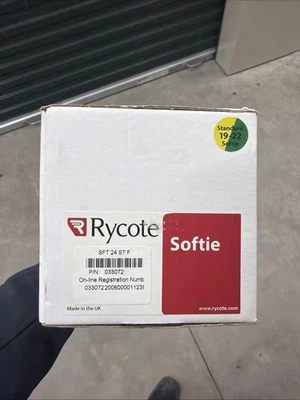 Standard
19-22
Softie
Rycote
Softie
SFT 24 ST F
P/N: 033072
On-line Registration Numb
Made in the UK
www.rycote.com